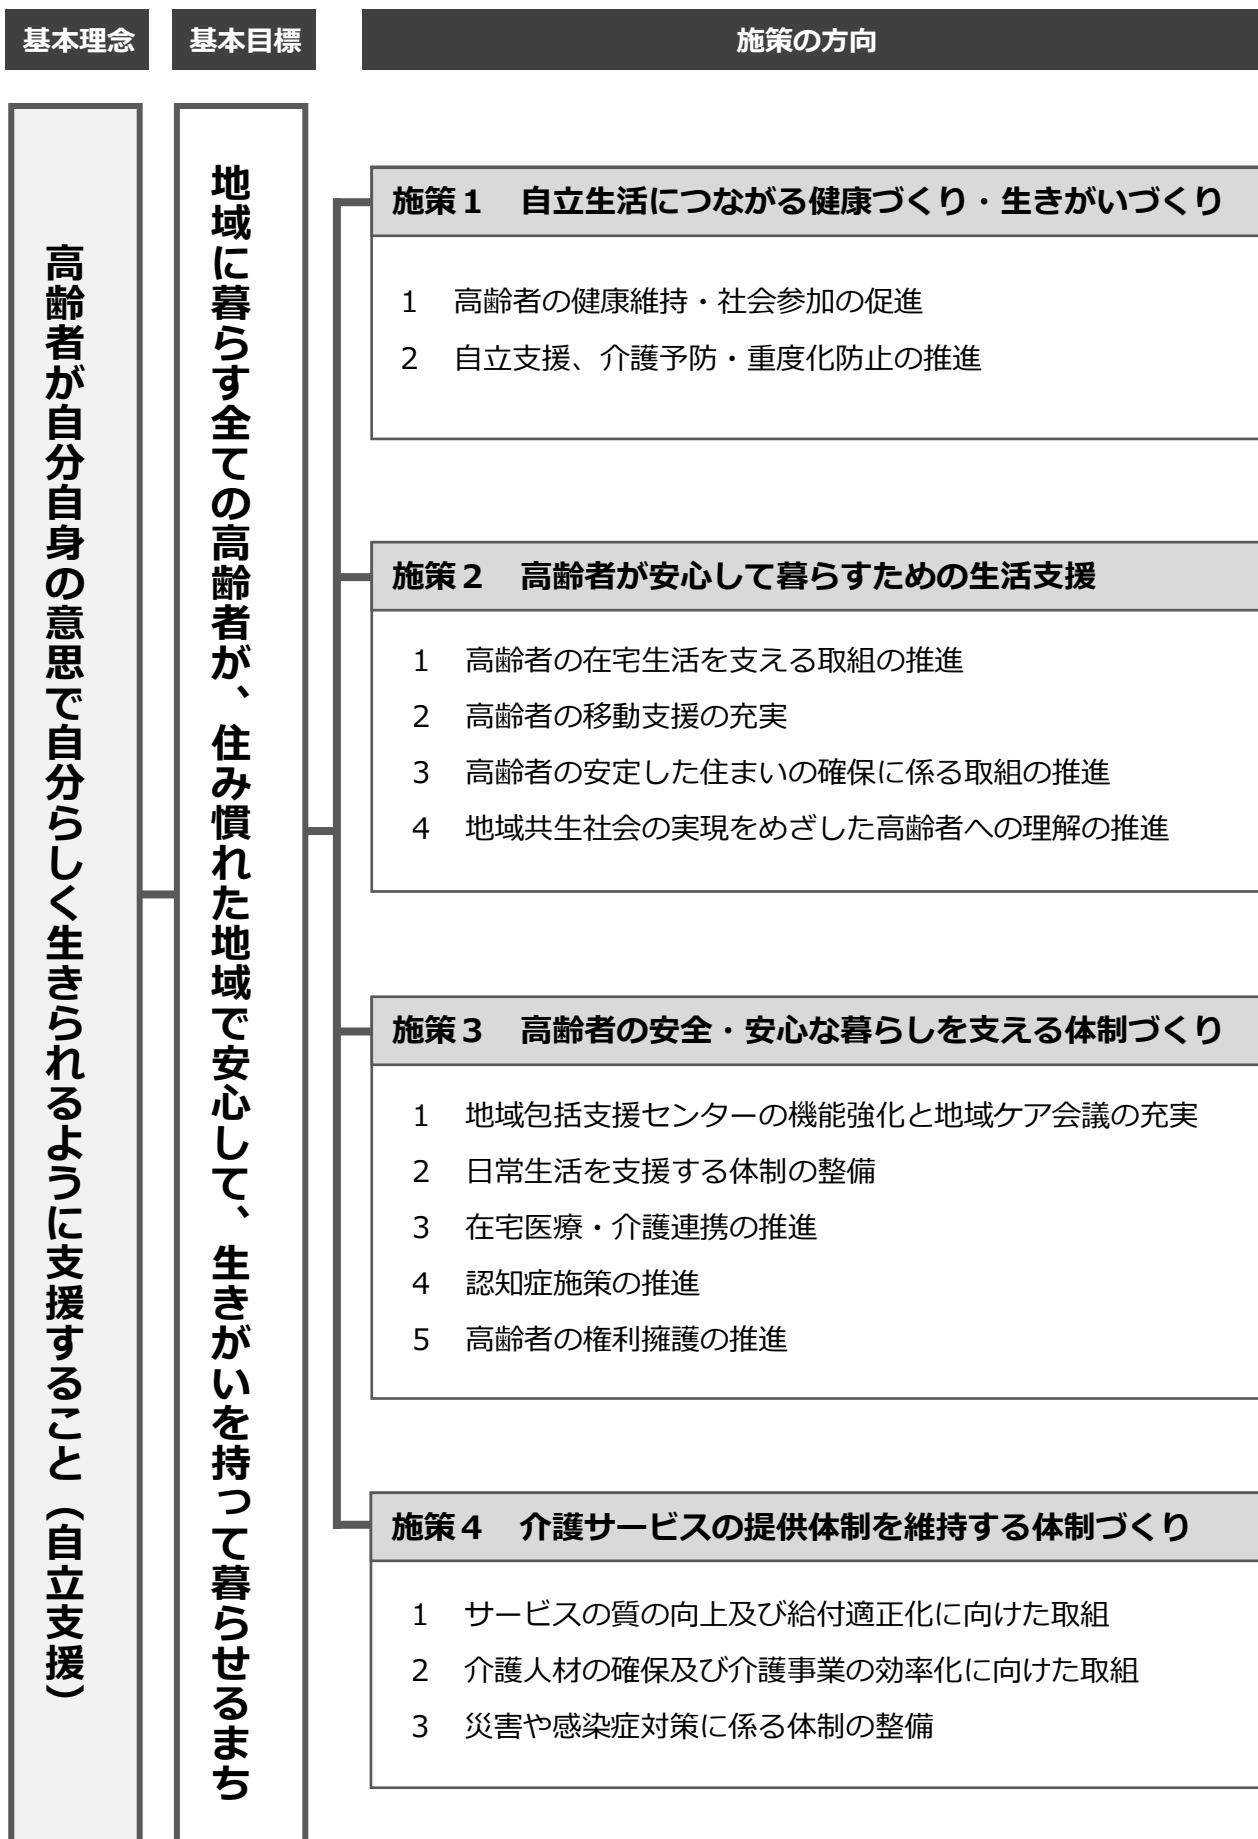 基本理念
基本目標
施策の方向
高齢者が自分自身の意思で自分らしく生きられるように支援すること（自立支援）
地域に暮らす全ての高齢者が、住み慣れた地域で安心して、生きがいを持って暮らせるまち
施策１　自立生活につながる健康づくり・生きがいづくり
1　高齢者の健康維持・社会参加の促進
2　自立支援、介護予防・重度化防止の推進
施策２　高齢者が安心して暮らすための生活支援
1　高齢者の在宅生活を支える取組の推進
2　高齢者の移動支援の充実
3　高齢者の安定した住まいの確保に係る取組の推進
4　地域共生社会の実現をめざした高齢者への理解の推進
施策３　高齢者の安全・安心な暮らしを支える体制づくり
1　地域包括支援センターの機能強化と地域ケア会議の充実
2　日常生活を支援する体制の整備
3　在宅医療・介護連携の推進
4　認知症施策の推進
5　高齢者の権利擁護の推進
施策４　介護サービスの提供体制を維持する体制づくり
1　サービスの質の向上及び給付適正化に向けた取組
2　介護人材の確保及び介護事業の効率化に向けた取組
3　災害や感染症対策に係る体制の整備